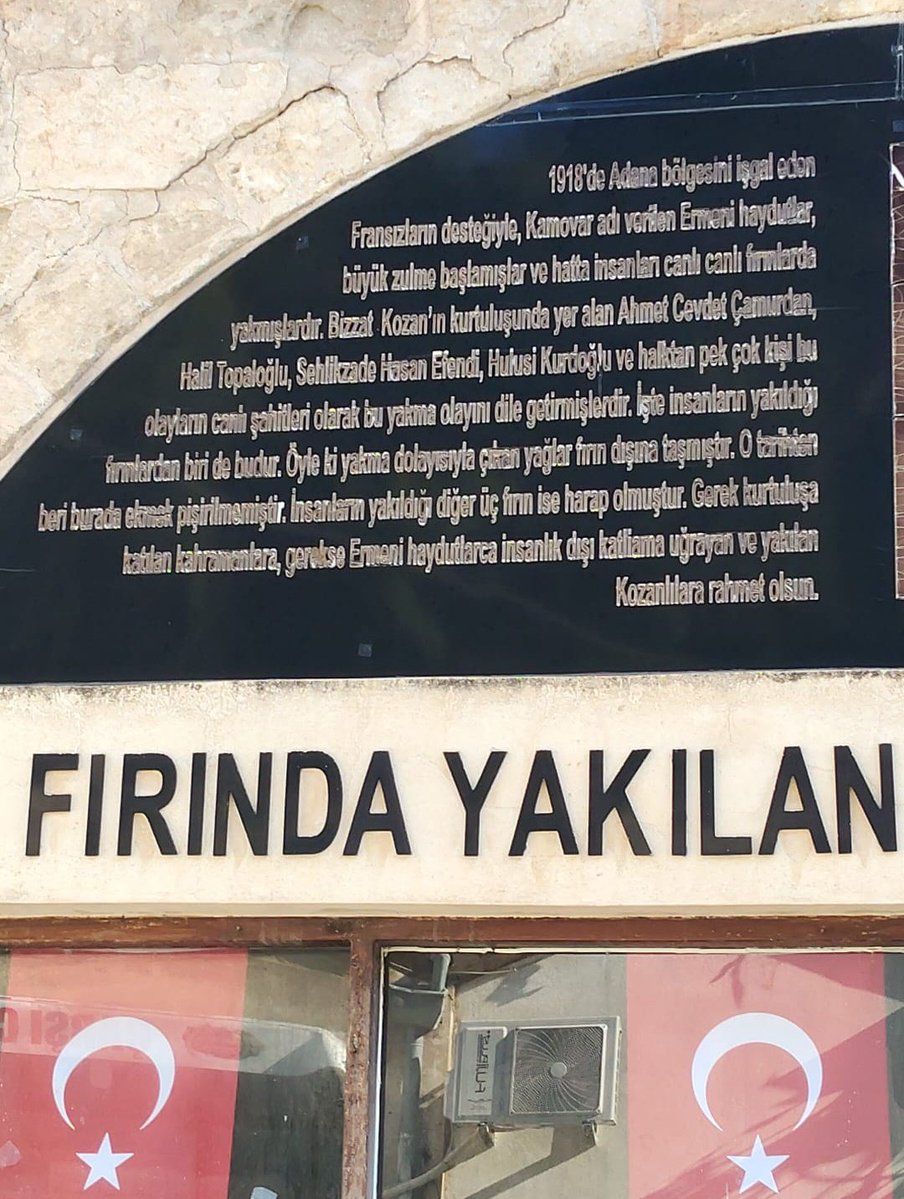 1918'de Adana bölgesini işgal eden
Fransızların desteğiyle, Kamovar adı verilen Ermeni haydutlar,
büyük zulme başlamışlar ve hatta insanları canlı canlı fırınlarda
yakmışlardır. Bizzat Kozan'ın kurtuluşunda yer alan Ahmet Cevdet Çamurdan,
Halil Topaloğlu, Sehlikzade Hasan Efendi, Hulusi Kurdoğlu ve halktan pek çok kişi bu
olayların canlı şahitleri olarak bu yakma olayını dile getirmişlerdir. İşte insanların yakıldığı
fırınlardan biri de budur. Öyle ki yakma dolayısıyla çıkan yağlar fırın dışına taşmıştır. O tarihten
beri burada ekmek pişirilmemiştir. İnsanların yakıldığı diğer üç fırın ise harap olmuştur. Gerek kurtuluşa
katılan kahramanlara, gerekse Ermeni haydutlarca insanlık dışı katliama uğrayan ve yakılan
Kozanlılara rahmet olsun.
FIRINDA YAKILAN